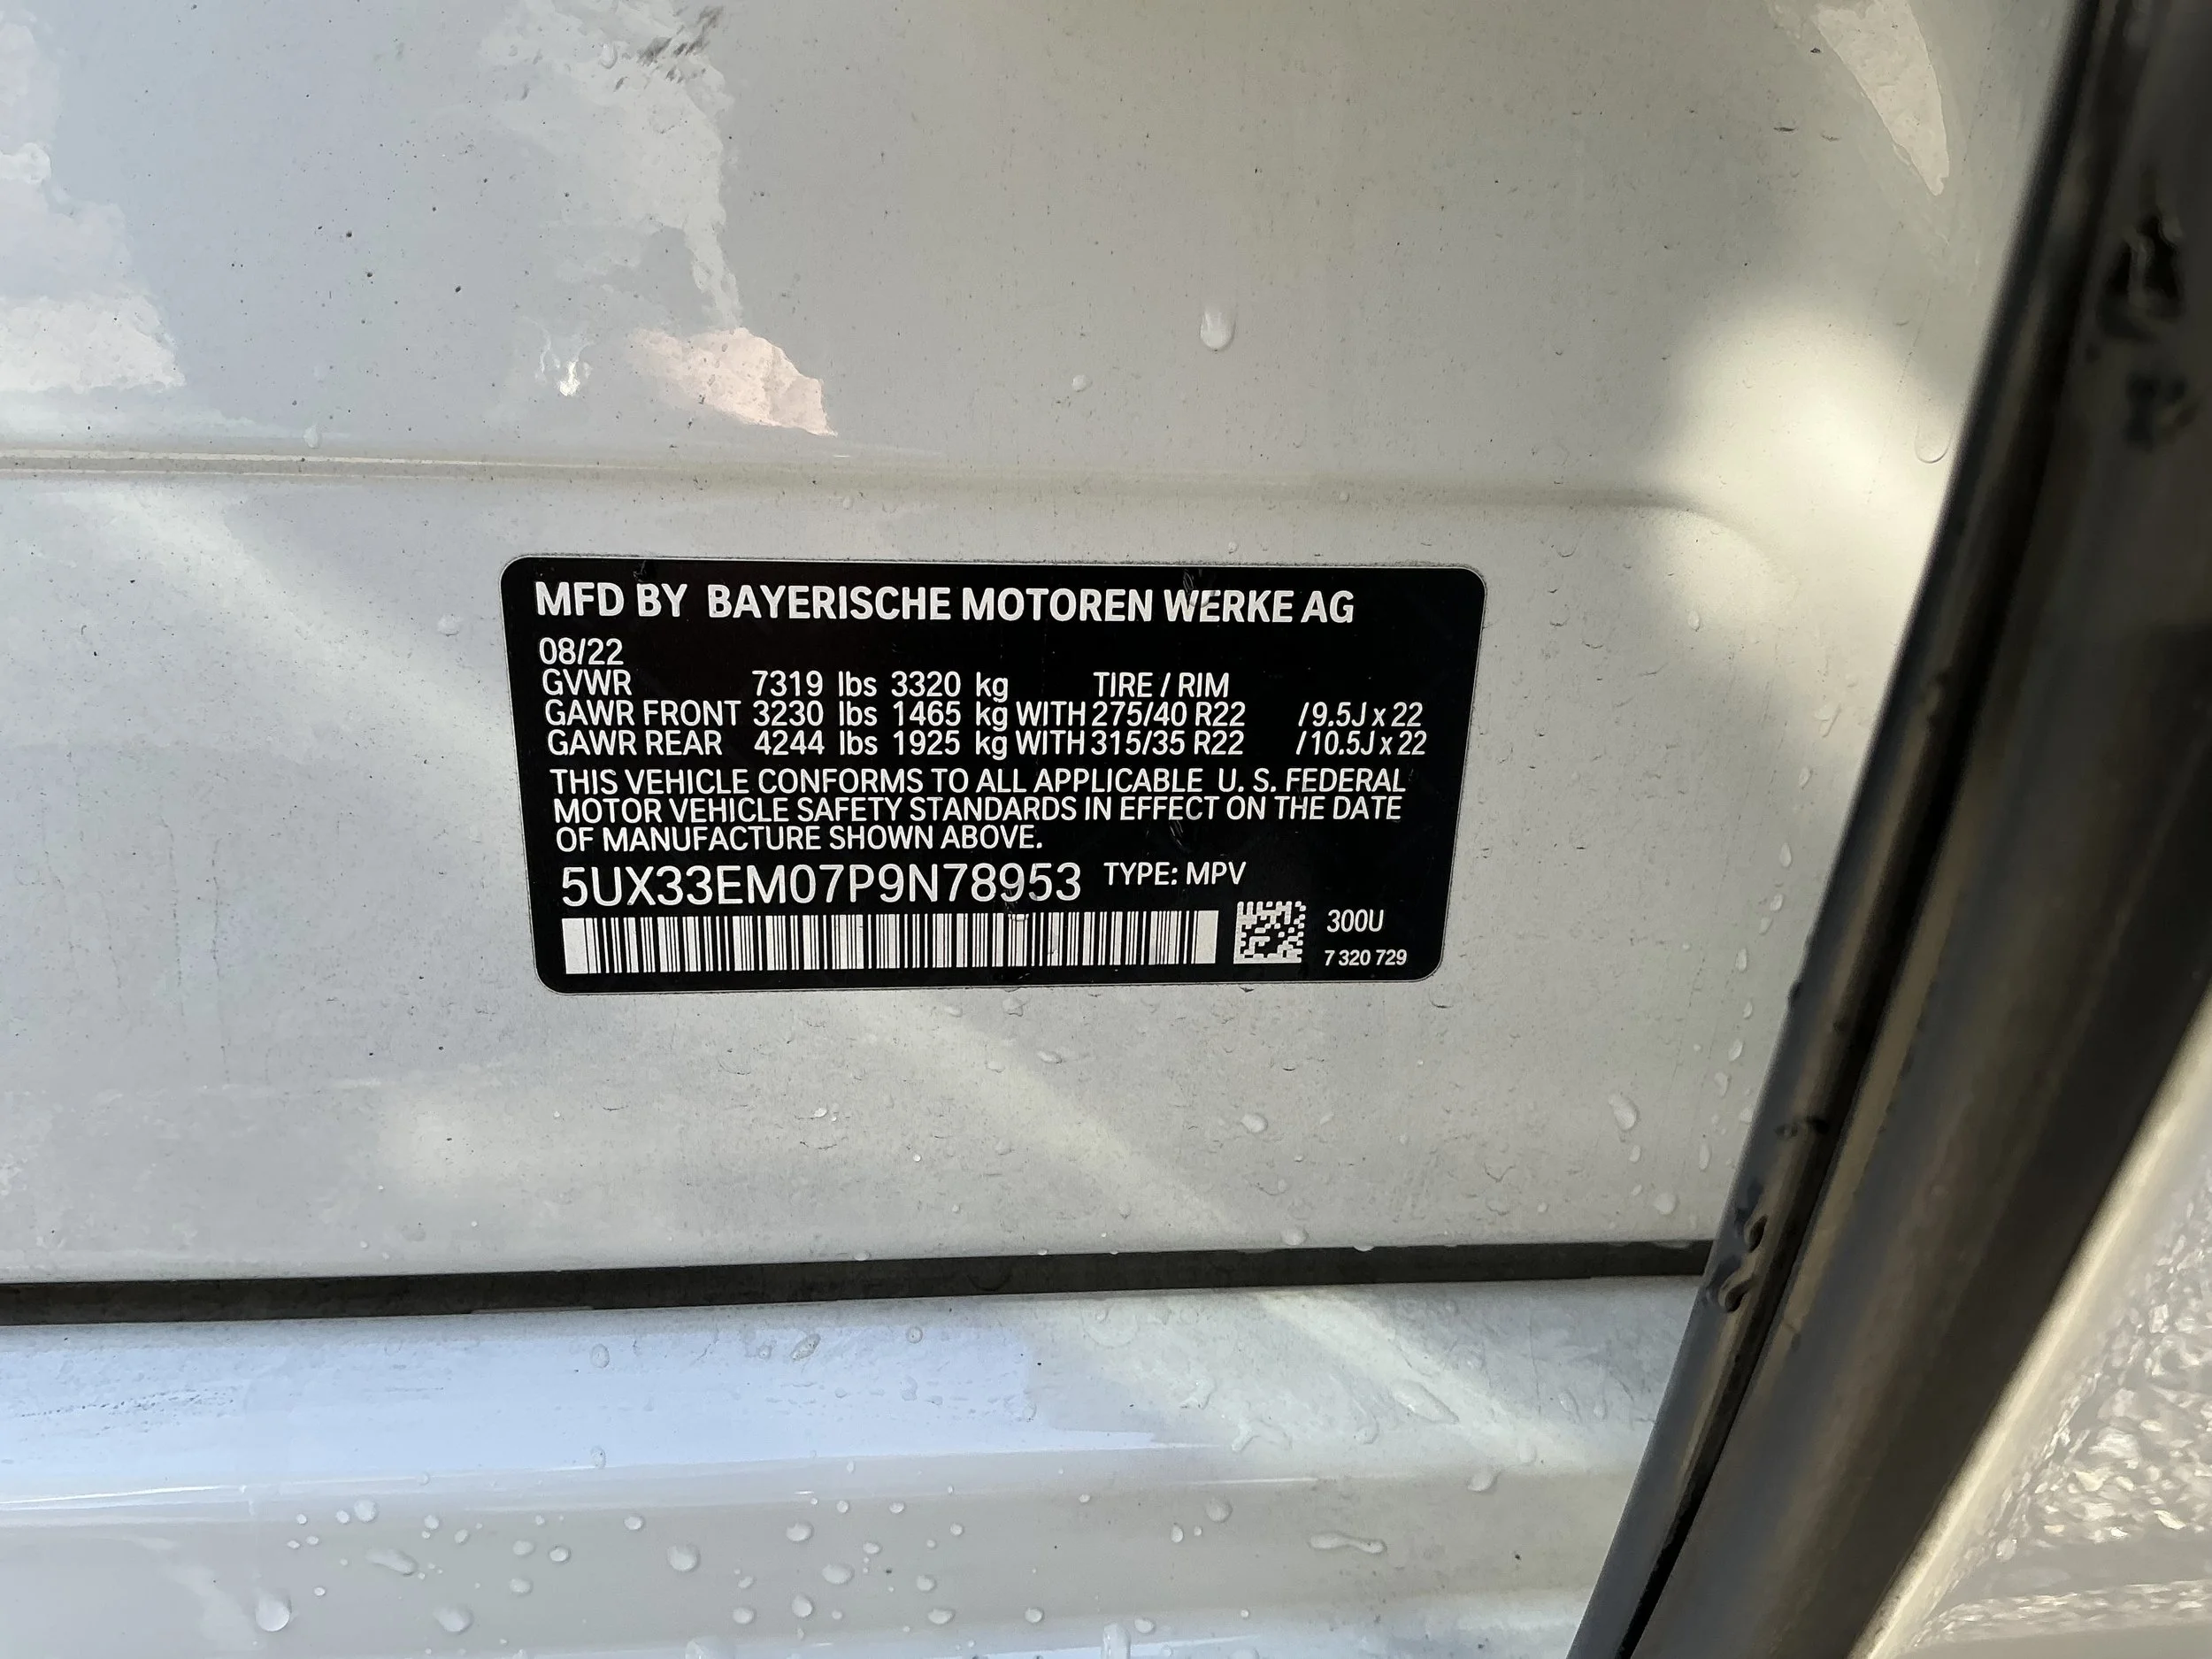 MFD BY BAYERISCHE MOTOREN WERKE AG
08/22
GVWR 7319 lbs 3320 kg TIRE / RIM
GAWR FRONT 3230 lbs 1465 kg WITH 275/40 R22 /9.5J x 22
GAWR REAR 4244 lbs 1925 kg WITH 315/35 R22 /10.5J x 22
THIS VEHICLE CONFORMS TO ALL APPLICABLE U. S. FEDERAL
MOTOR VEHICLE SAFETY STANDARDS IN EFFECT ON THE DATE
OF MANUFACTURE SHOWN ABOVE.
5UX33EM07P9N78953 TYPE: MPV
300U
7 320 729